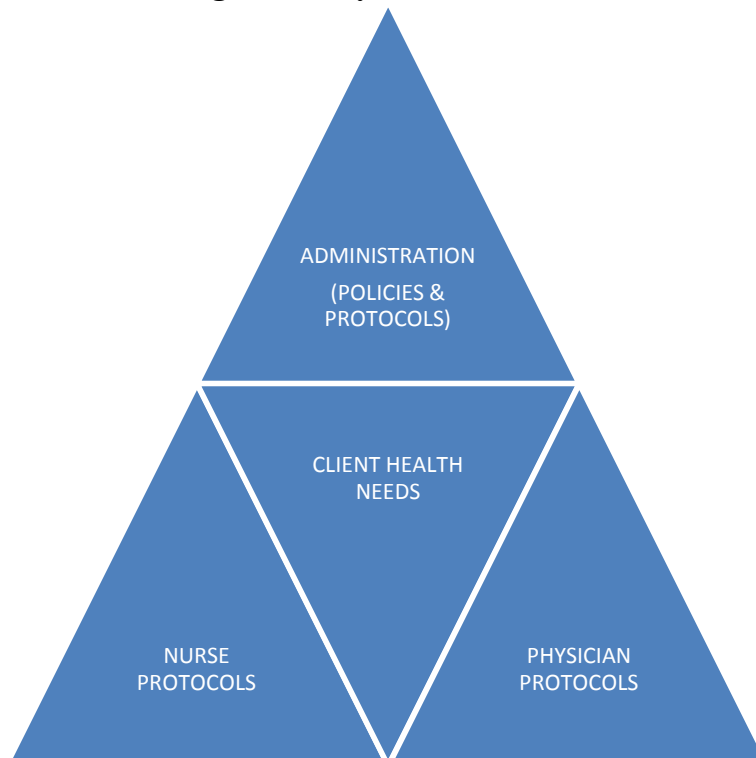 ADMINISTRATION
(POLICIES &
PROTOCOLS)
CLIENT HEALTH
NEEDS
NURSE
PROTOCOLS
PHYSICIAN
PROTOCOLS